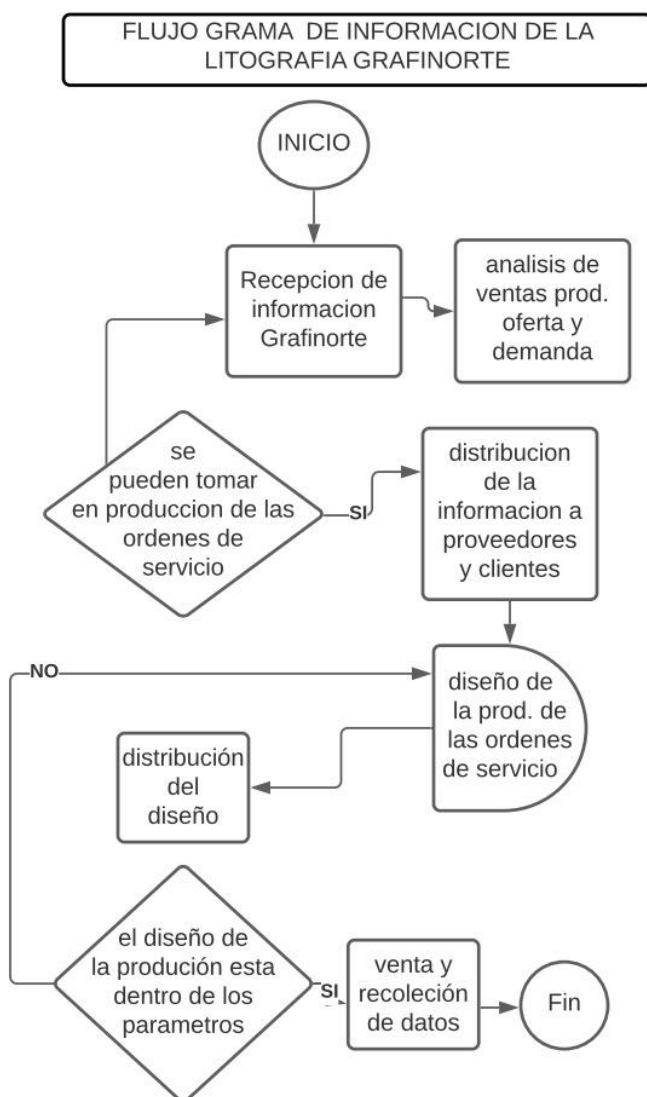 FLUJO GRAMA DE INFORMACION DE LA
LITOGRAFIA GRAFINORTE
INICIO
Recepcion de
informacion
Grafinorte
analisis de
ventas prod.
oferta y
demanda
se
pueden tomar
en produccion de las
ordenes de
servicio
SI
distribucion
de la
informacion a
proveedores
y clientes
NO
diseño de
la prod. de
las ordenes
de servicio
distribución
del
diseño
el diseño de
la produción esta
dentro de los
parametros
SI
venta y
recoleción
de datos
Fin